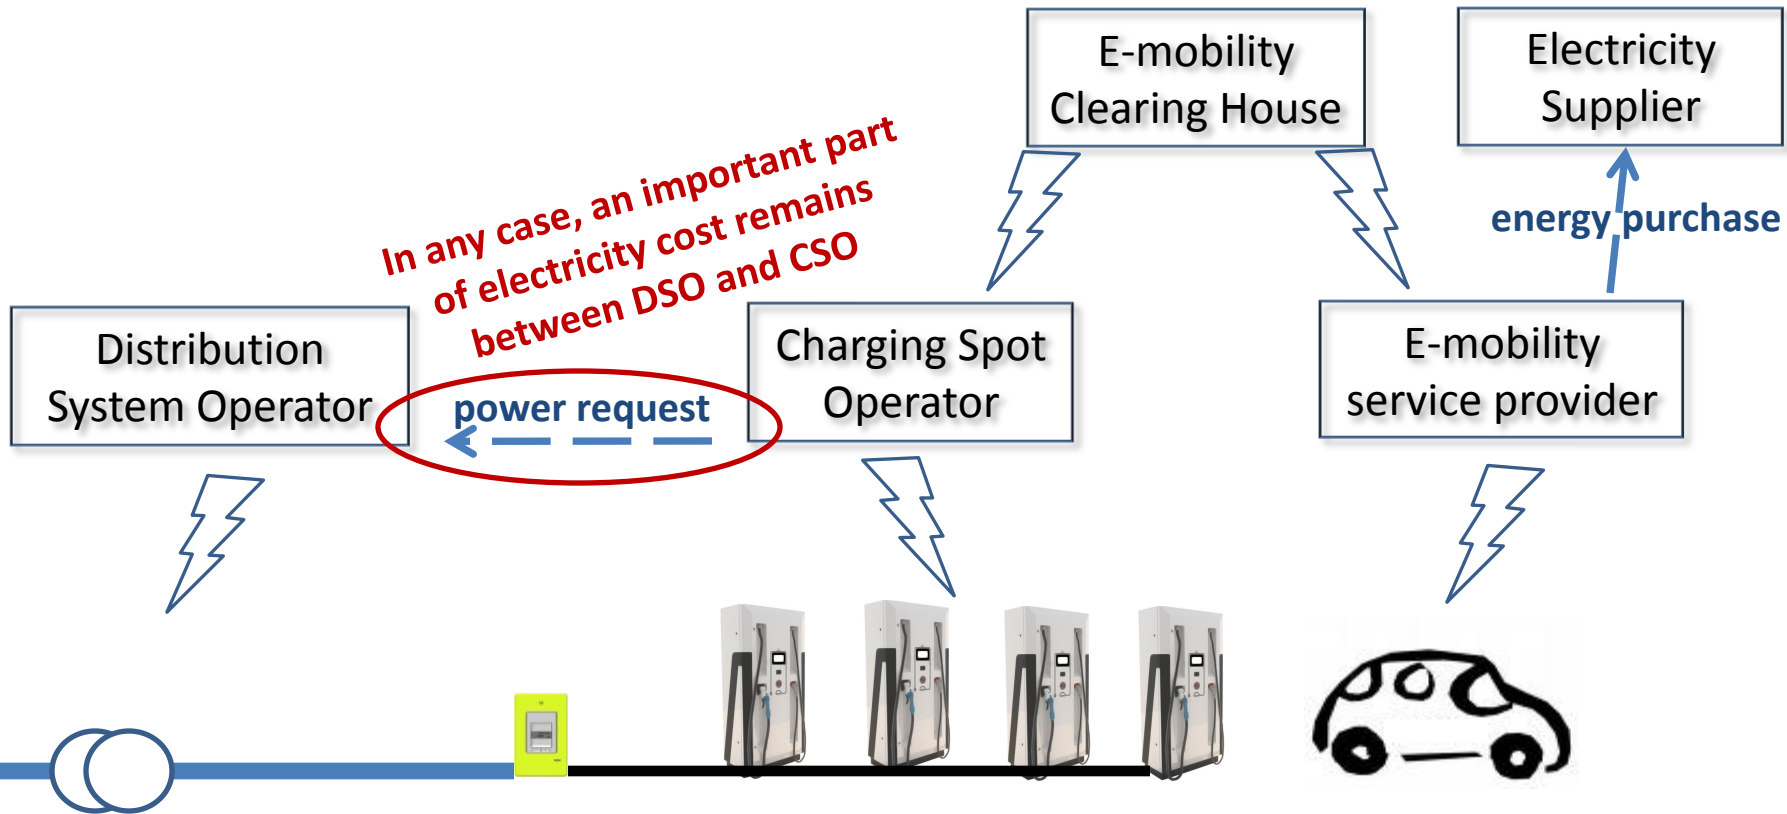 E-mobility
Clearing House
Electricity
Supplier
In any case, an important part
of electricity cost remains
between DSO and CSO
energy purchase
Distribution
System Operator
power request
Charging Spot
Operator
E-mobility
service provider